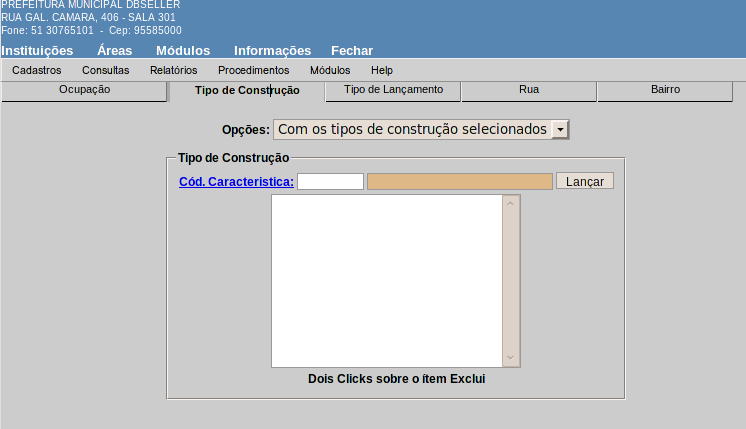 PREFEITURA MUNICIPAL DBSELLER
RUA GAL. CAMARA, 406 - SALA 301
Fone: 51 30765101 - Cep: 95585000
Instituições Áreas Módulos Informações Fechar
Cadastros Consultas Relatórios Procedimentos Módulos Help
Ocupação Tipo de Construção Tipo de Lançamento Rua Bairro
Opções: Com os tipos de construção selecionados
Tipo de Construção
Cód. Caracteristica: Lançar
Dois Clicks sobre o ítem Exclui